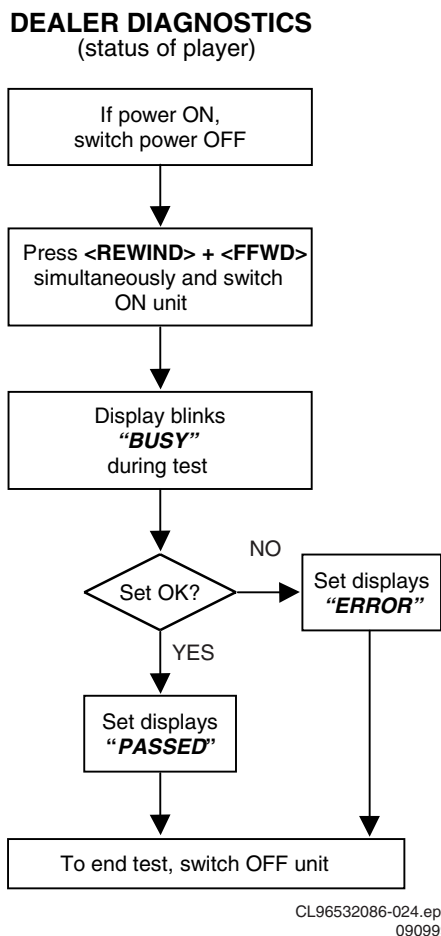 DEALER DIAGNOSTICS
(status of player)
If power ON,
switch power OFF
Press <REWIND> + <FFWD>
simultaneously and switch
ON unit
Display blinks
“BUSY”
during test
Set OK?
NO
Set displays
“ERROR”
YES
Set displays
“PASSED”
To end test, switch OFF unit
CL96532086-024.ep
09099